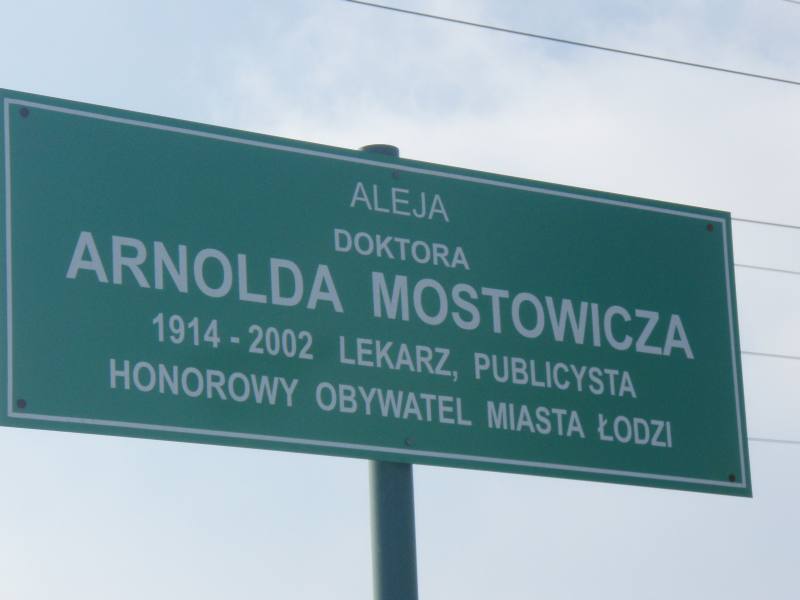 ALEJA
DOKTORA
ARNOLDA MOSTOWICZA
1914 - 2002 LEKARZ, PUBLICYSTA
HONOROWY OBYWATEL MIASTA ŁODZI